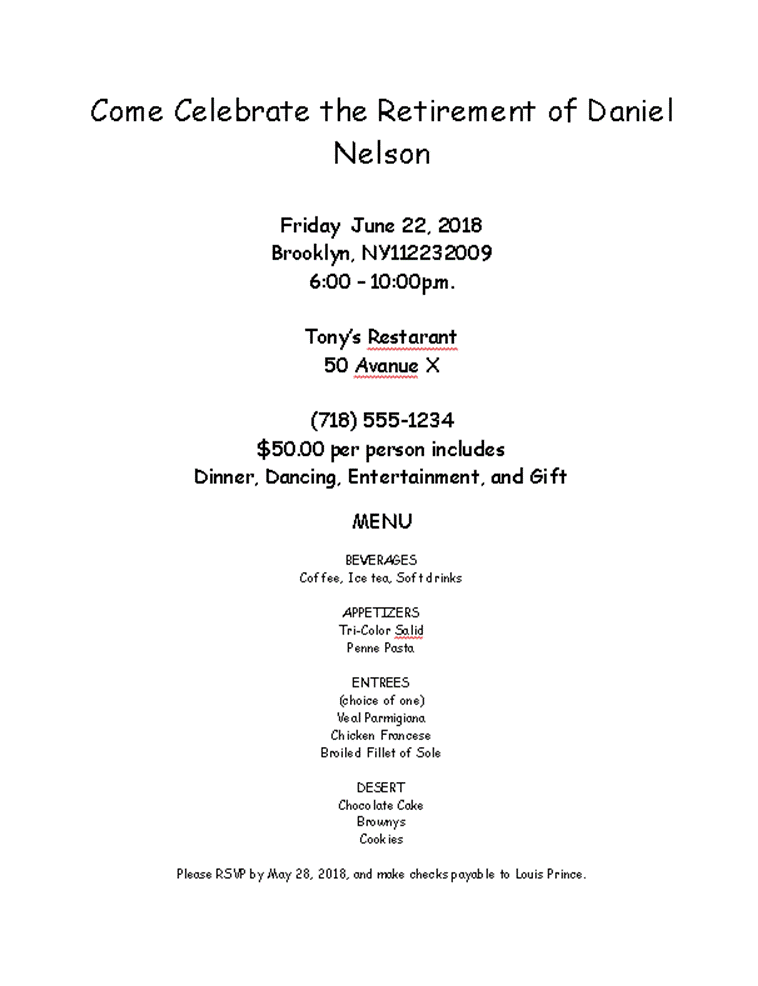 Come Celebrate the Retirement of Daniel
Nelson
Friday June 22, 2018
Brooklyn, NY112232009
6:00 – 10:00p.m.
Tony’s Restarant
50 Avanue X
(718) 555-1234
$50.00 per person includes
Dinner, Dancing, Entertainment, and Gift
MENU
BEVERAGES
Coffee, Ice tea, Soft drinks
APPETIZERS
Tri-Color Salid
Penne Pasta
ENTREES
(choice of one)
Veal Parmigiana
Chicken Francese
Broiled Fillet of Sole
DESERT
Chocolate Cake
Brownys
Cookies
Please RSVP by May 28, 2018, and make checks payable to Louis Prince.